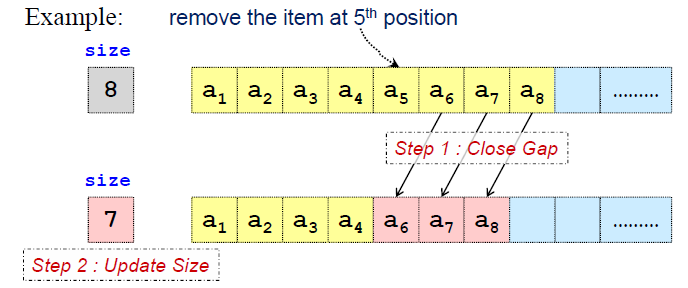 Example: remove the item at 5th position
size
8 a1 a2 a3 a4 a5 a6 a7 a8 .........
Step 1 : Close Gap
size
7 a1 a2 a3 a4 a6 a7 a8 .........
Step 2 : Update Size